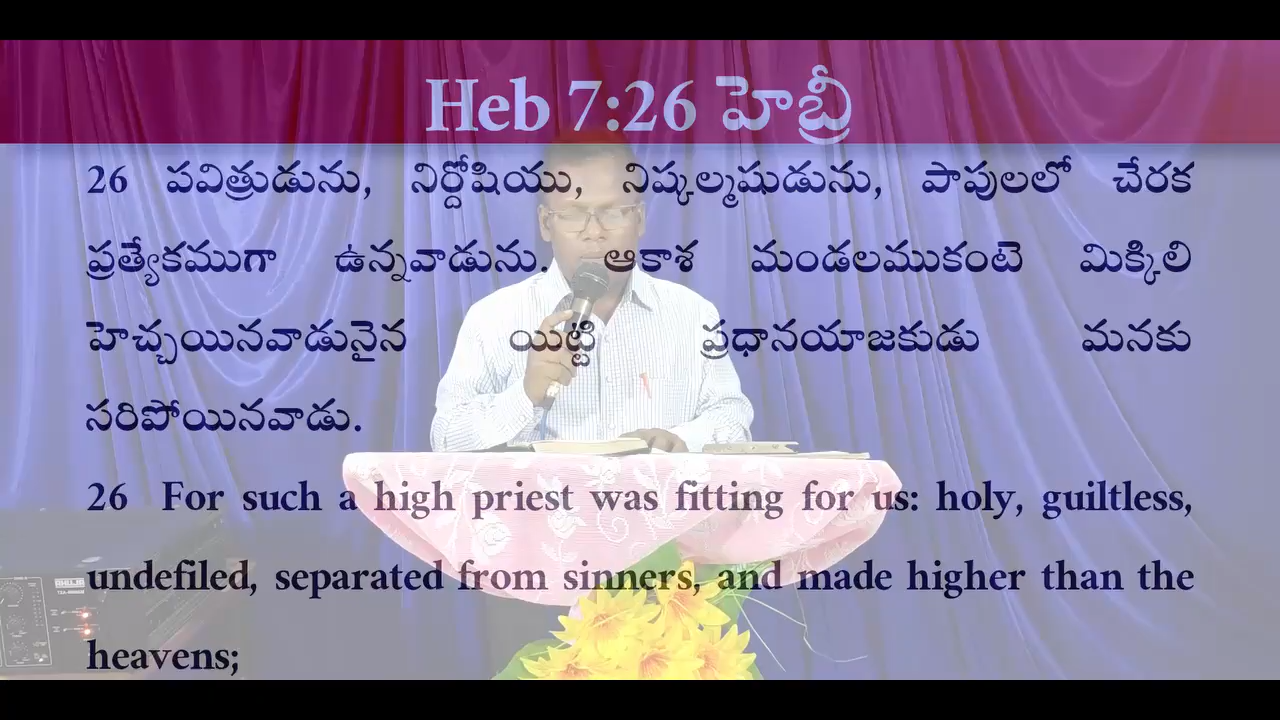 Heb 7:26 హెబ్రీ
26 పవిత్రుడును, నిర్దోషియు, నిష్కల్మషుడును, పాపులలో చేరక
ప్రత్యేకముగా ఉన్నవాడును. ఆకాశ మండలముకంటె మిక్కిలి
హెచ్చయినవాడునైన యిట్టి ప్రధానయాజకుడు మనకు
సరిపోయినవాడు.
26 For such a high priest was fitting for us: holy, guiltless,
undefiled, separated from sinners, and made higher than the
heavens;
AHUJA